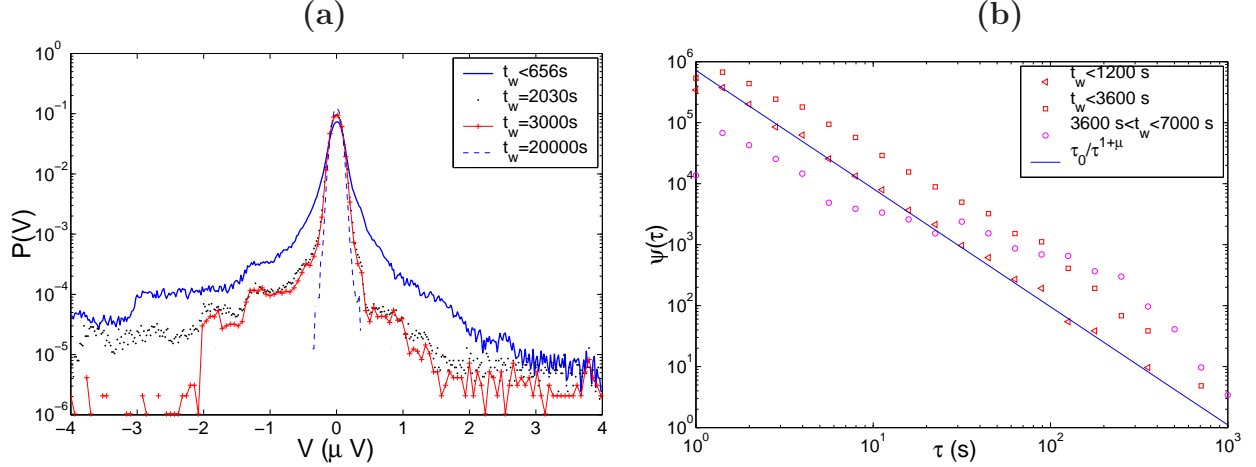 (a)
10^0
10^-1
10^-2
10^-3
10^-4
10^-5
10^-6
P(V)
−4 −3 −2 −1 0 1 2 3 4
V (μ V)
t_w<656s
t_w=2030s
t_w=3000s
t_w=20000s
(b)
10^6
10^5
10^4
10^3
10^2
10^1
10^0
ψ(τ)
10^0 10^1 10^2 10^3
τ (s)
t_w<1200 s
t_w<3600 s
3600 s<t_w<7000 s
τ_0/τ^{1+μ}